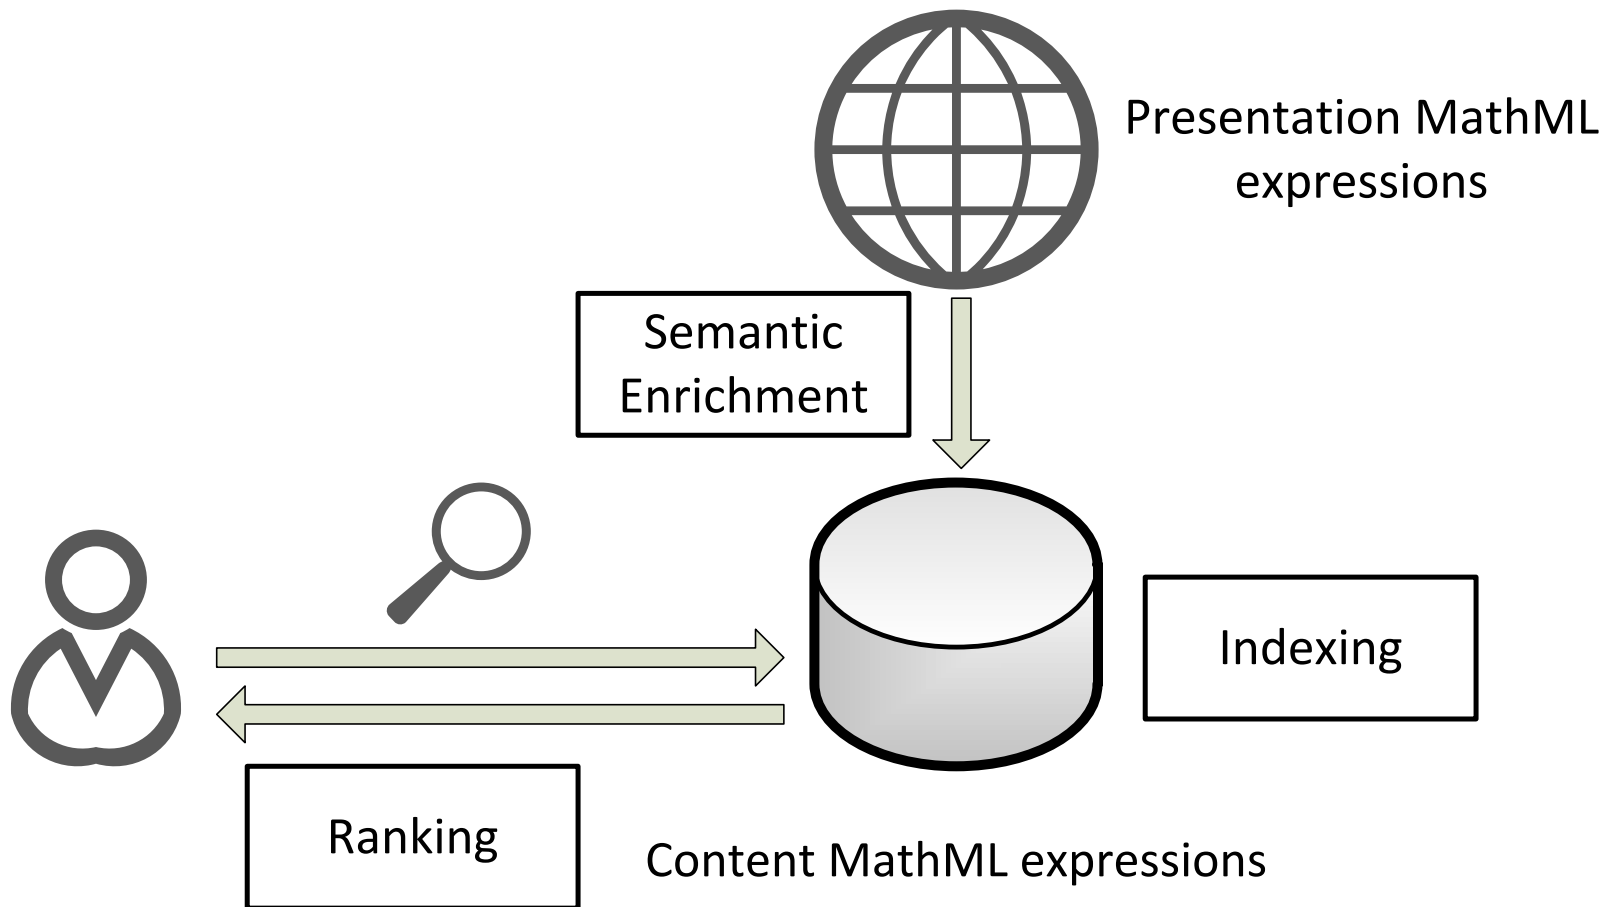 Presentation MathML
expressions
Semantic
Enrichment
Indexing
Ranking
Content MathML expressions